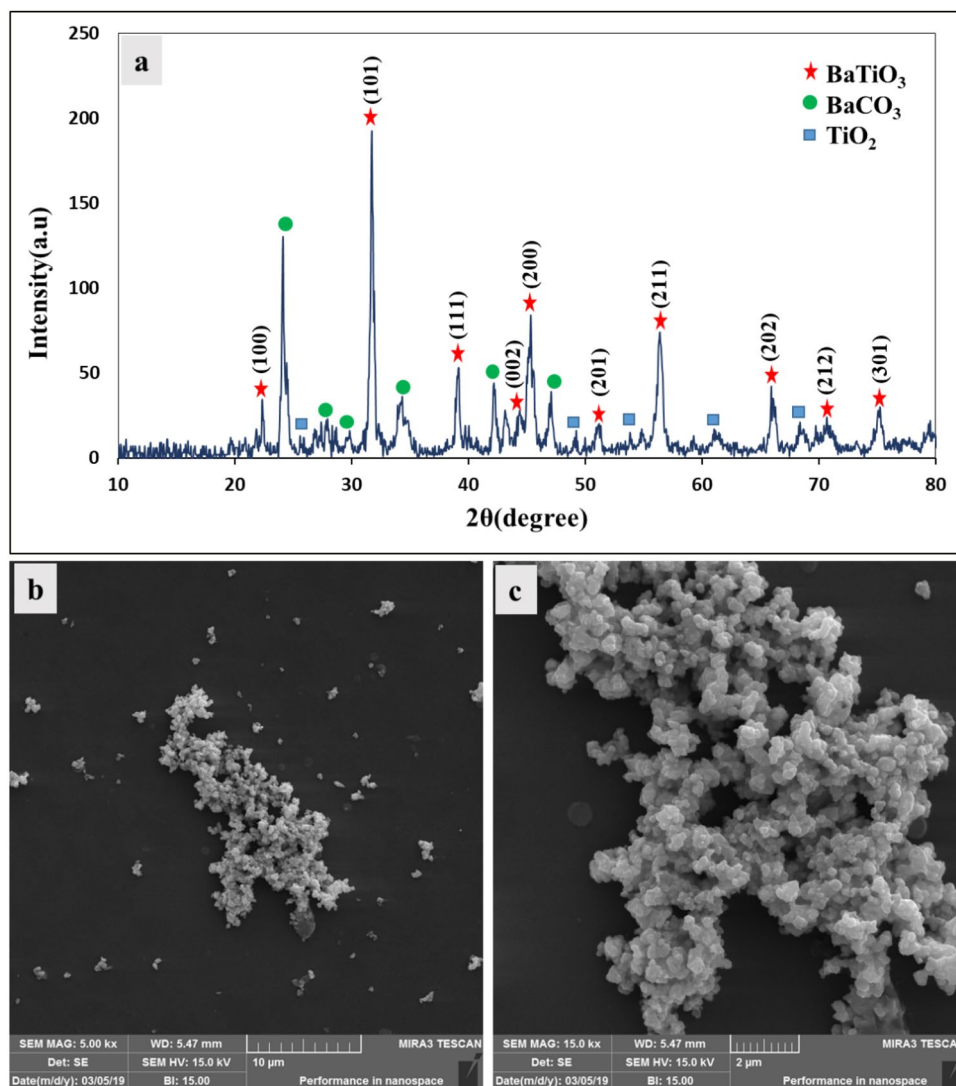 a
250
200
150
100
50
0
Intensity(a.u)
10 20 30 40 50 60 70 80
2θ(degree)
BaTiO₃
BaCO₃
TiO₂
(100)
(101)
(111)
(002)
(200)
(201)
(211)
(202)
(212)
(301)
b
SEM MAG: 5.00 kx WD: 5.47 mm MIRA3 TESCAN
Det: SE SEM HV: 15.0 kV 10 µm
Date(m/d/y): 03/05/19 BI: 15.00 Performance in nanospace
c
SEM MAG: 15.0 kx WD: 5.47 mm MIRA3 TESCAN
Det: SE SEM HV: 15.0 kV 2 µm
Date(m/d/y): 03/05/19 BI: 15.00 Performance in nanospace